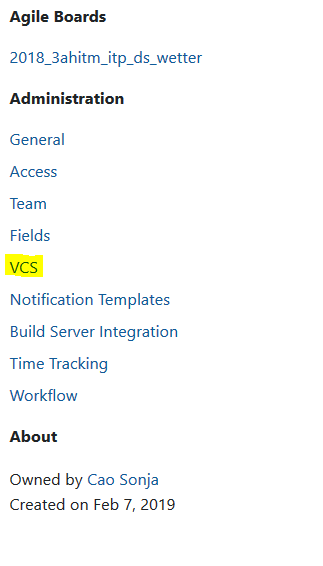 Agile Boards
2018_3ahitm_itp_ds_wetter
Administration
General
Access
Team
Fields
VCS
Notification Templates
Build Server Integration
Time Tracking
Workflow
About
Owned by Cao Sonja
Created on Feb 7, 2019